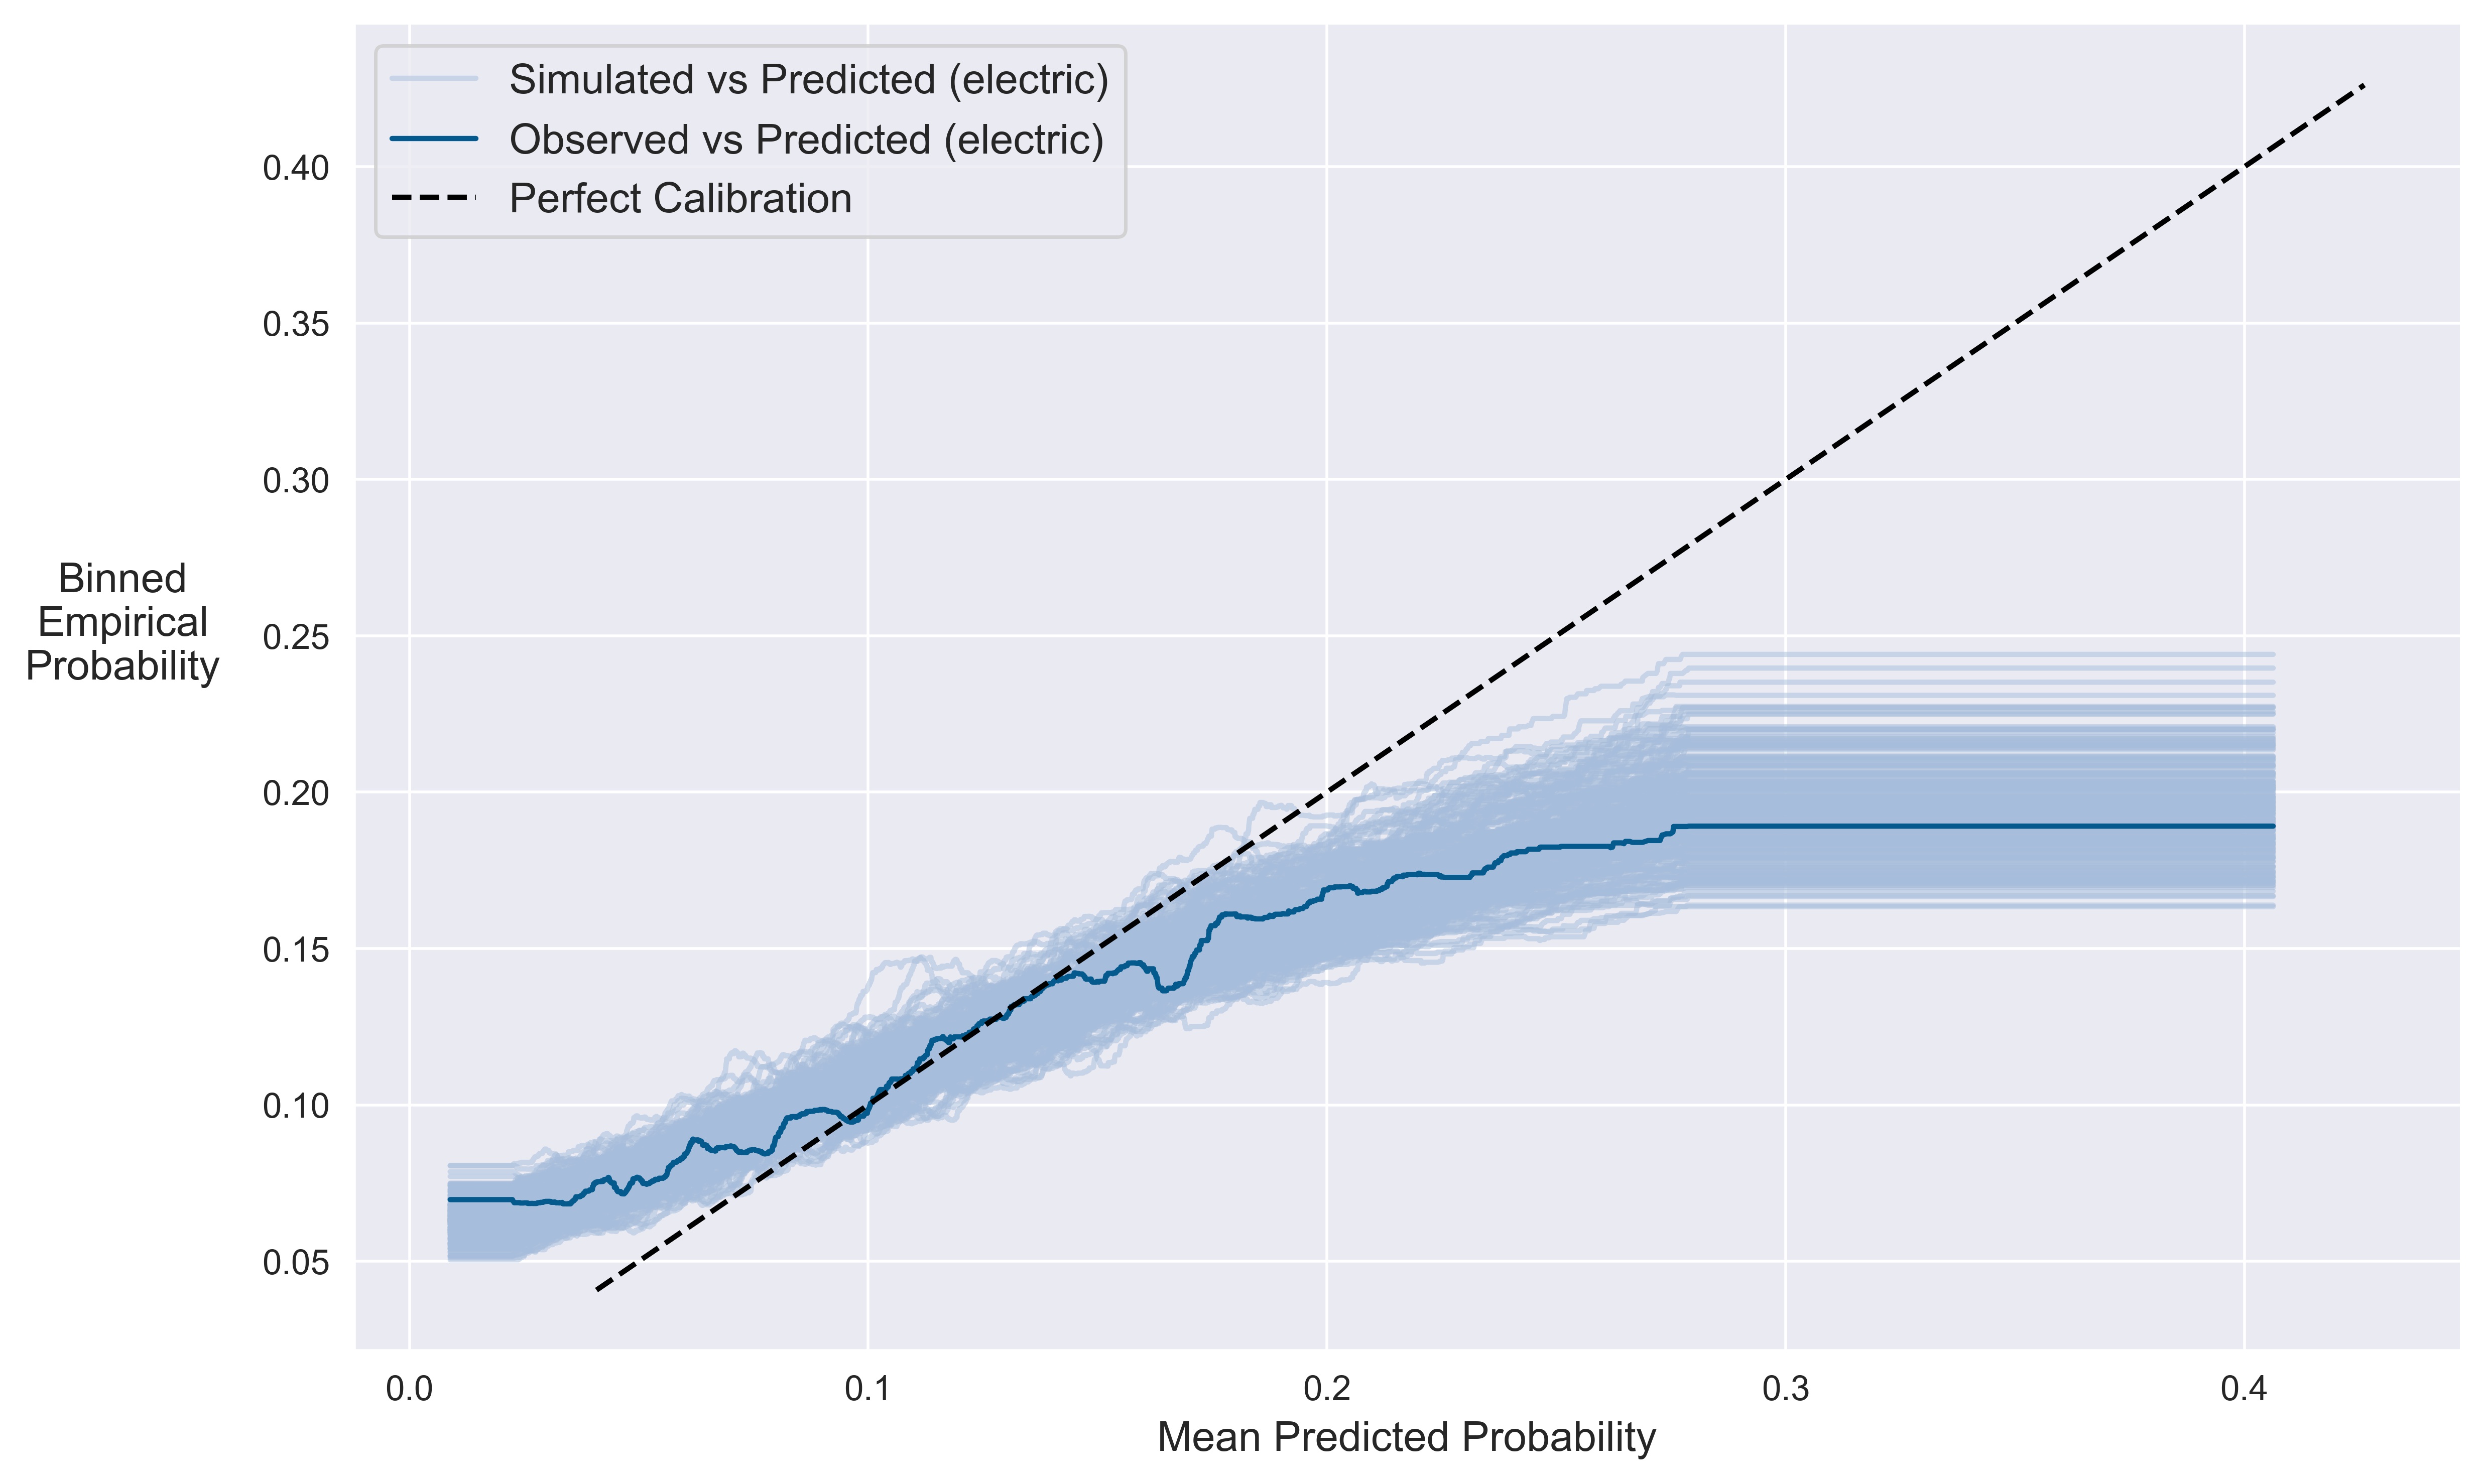 Simulated vs Predicted (electric)
Observed vs Predicted (electric)
Perfect Calibration
0.40
0.35
0.30
0.25
0.20
0.15
0.10
0.05
Binned
Empirical
Probability
0.0
0.1
0.2
0.3
0.4
Mean Predicted Probability